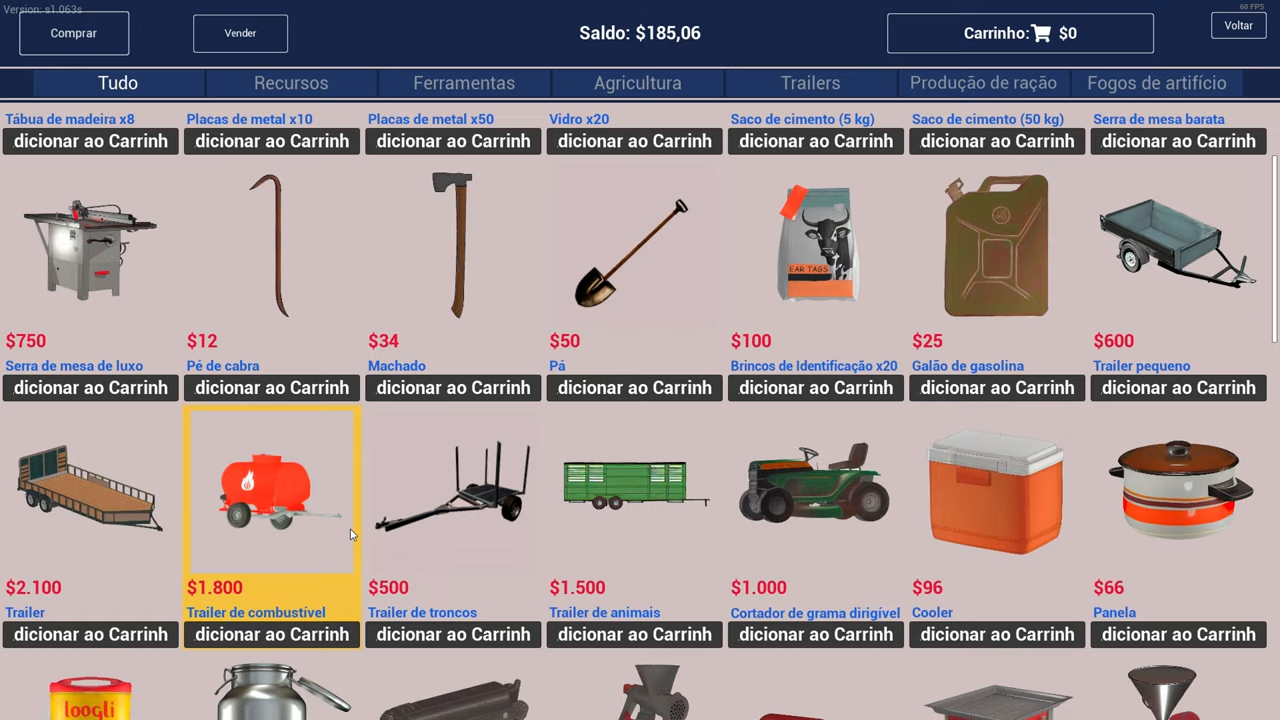 Version: s1.063s
60 FPS
Comprar
Vender
Saldo: $185,06
Carrinho: $0
Voltar
Tudo
Recursos
Ferramentas
Agricultura
Trailers
Produção de ração
Fogos de artifício
Tábua de madeira x8
Placas de metal x10
Placas de metal x50
Vidro x20
Saco de cimento (5 kg)
Saco de cimento (50 kg)
Serra de mesa barata
dicionar ao Carrinh
dicionar ao Carrinh
dicionar ao Carrinh
dicionar ao Carrinh
dicionar ao Carrinh
dicionar ao Carrinh
dicionar ao Carrinh
EAR TAGS
$750
$12
$34
$50
$100
$25
$600
Serra de mesa de luxo
Pé de cabra
Machado
Pá
Brincos de Identificação x20
Galão de gasolina
Trailer pequeno
dicionar ao Carrinh
dicionar ao Carrinh
dicionar ao Carrinh
dicionar ao Carrinh
dicionar ao Carrinh
dicionar ao Carrinh
dicionar ao Carrinh
$2.100
$1.800
$500
$1.500
$1.000
$96
$66
Trailer
Trailer de combustível
Trailer de troncos
Trailer de animais
Cortador de grama dirigível
Cooler
Panela
dicionar ao Carrinh
dicionar ao Carrinh
dicionar ao Carrinh
dicionar ao Carrinh
dicionar ao Carrinh
dicionar ao Carrinh
dicionar ao Carrinh
loogli